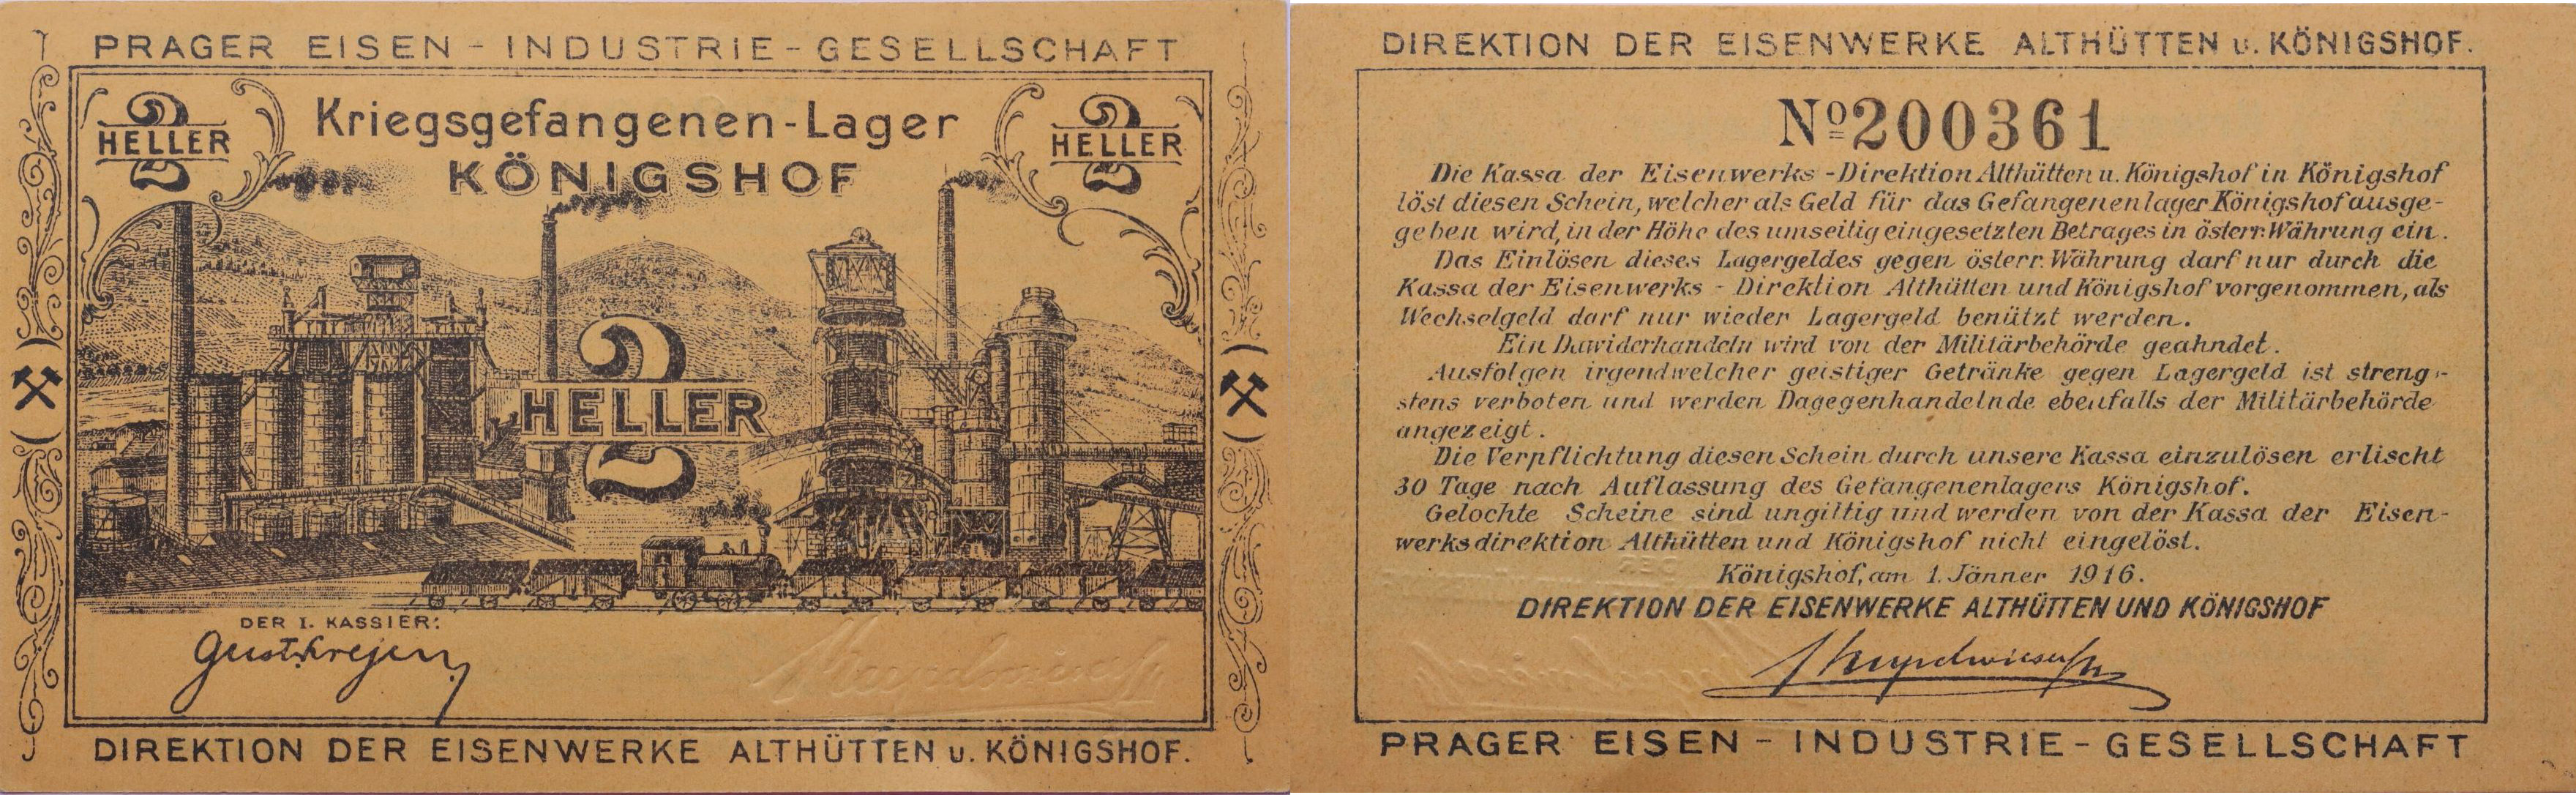 PRAGER EISEN - INDUSTRIE - GESELLSCHAFT
2
HELLER
Kriegsgefangenen-Lager
KÖNIGSHOF
2
HELLER
2
HELLER
DER I. KASSIER:
DIREKTION DER EISENWERKE ALTHÜTTEN u. KÖNIGSHOF.
DIREKTION DER EISENWERKE ALTHÜTTEN u. KÖNIGSHOF.
Nº200361
Die Kassa der Eisenwerks-Direktion Althütten u. Königshof in Königshof
löst diesen Schein, welcher als Geld für das Gefangenenlager Königshof ausge-
geben wird, in der Höhe des umseitig eingesetzten Betrages in österr. Währung ein.
Das Einlösen dieses Lagergeldes gegen österr. Währung darf nur durch die
Kassa der Eisenwerks - Direktion Althütten und Königshof vorgenommen, als
Wechselgeld darf nur wieder Lagergeld benützt werden.
Ein Dawiderhandeln wird von der Militärbehörde geahndet.
Ausfolgen irgendwelcher geistiger Getränke gegen Lagergeld ist streng-
stens verboten und werden Dagegenhandelnde ebenfalls der Militärbehörde
angezeigt.
Die Verpflichtung diesen Schein durch unsere Kassa einzulösen erlischt
30 Tage nach Auflassung des Gefangenenlagers Königshof.
Gelochte Scheine sind ungiltig und werden von der Kassa der Eisen-
werksdirektion Althütten und Königshof nicht eingelöst.
Königshof, am 1. Jänner 1916.
DIREKTION DER EISENWERKE ALTHÜTTEN UND KÖNIGSHOF
PRAGER EISEN - INDUSTRIE - GESELLSCHAFT